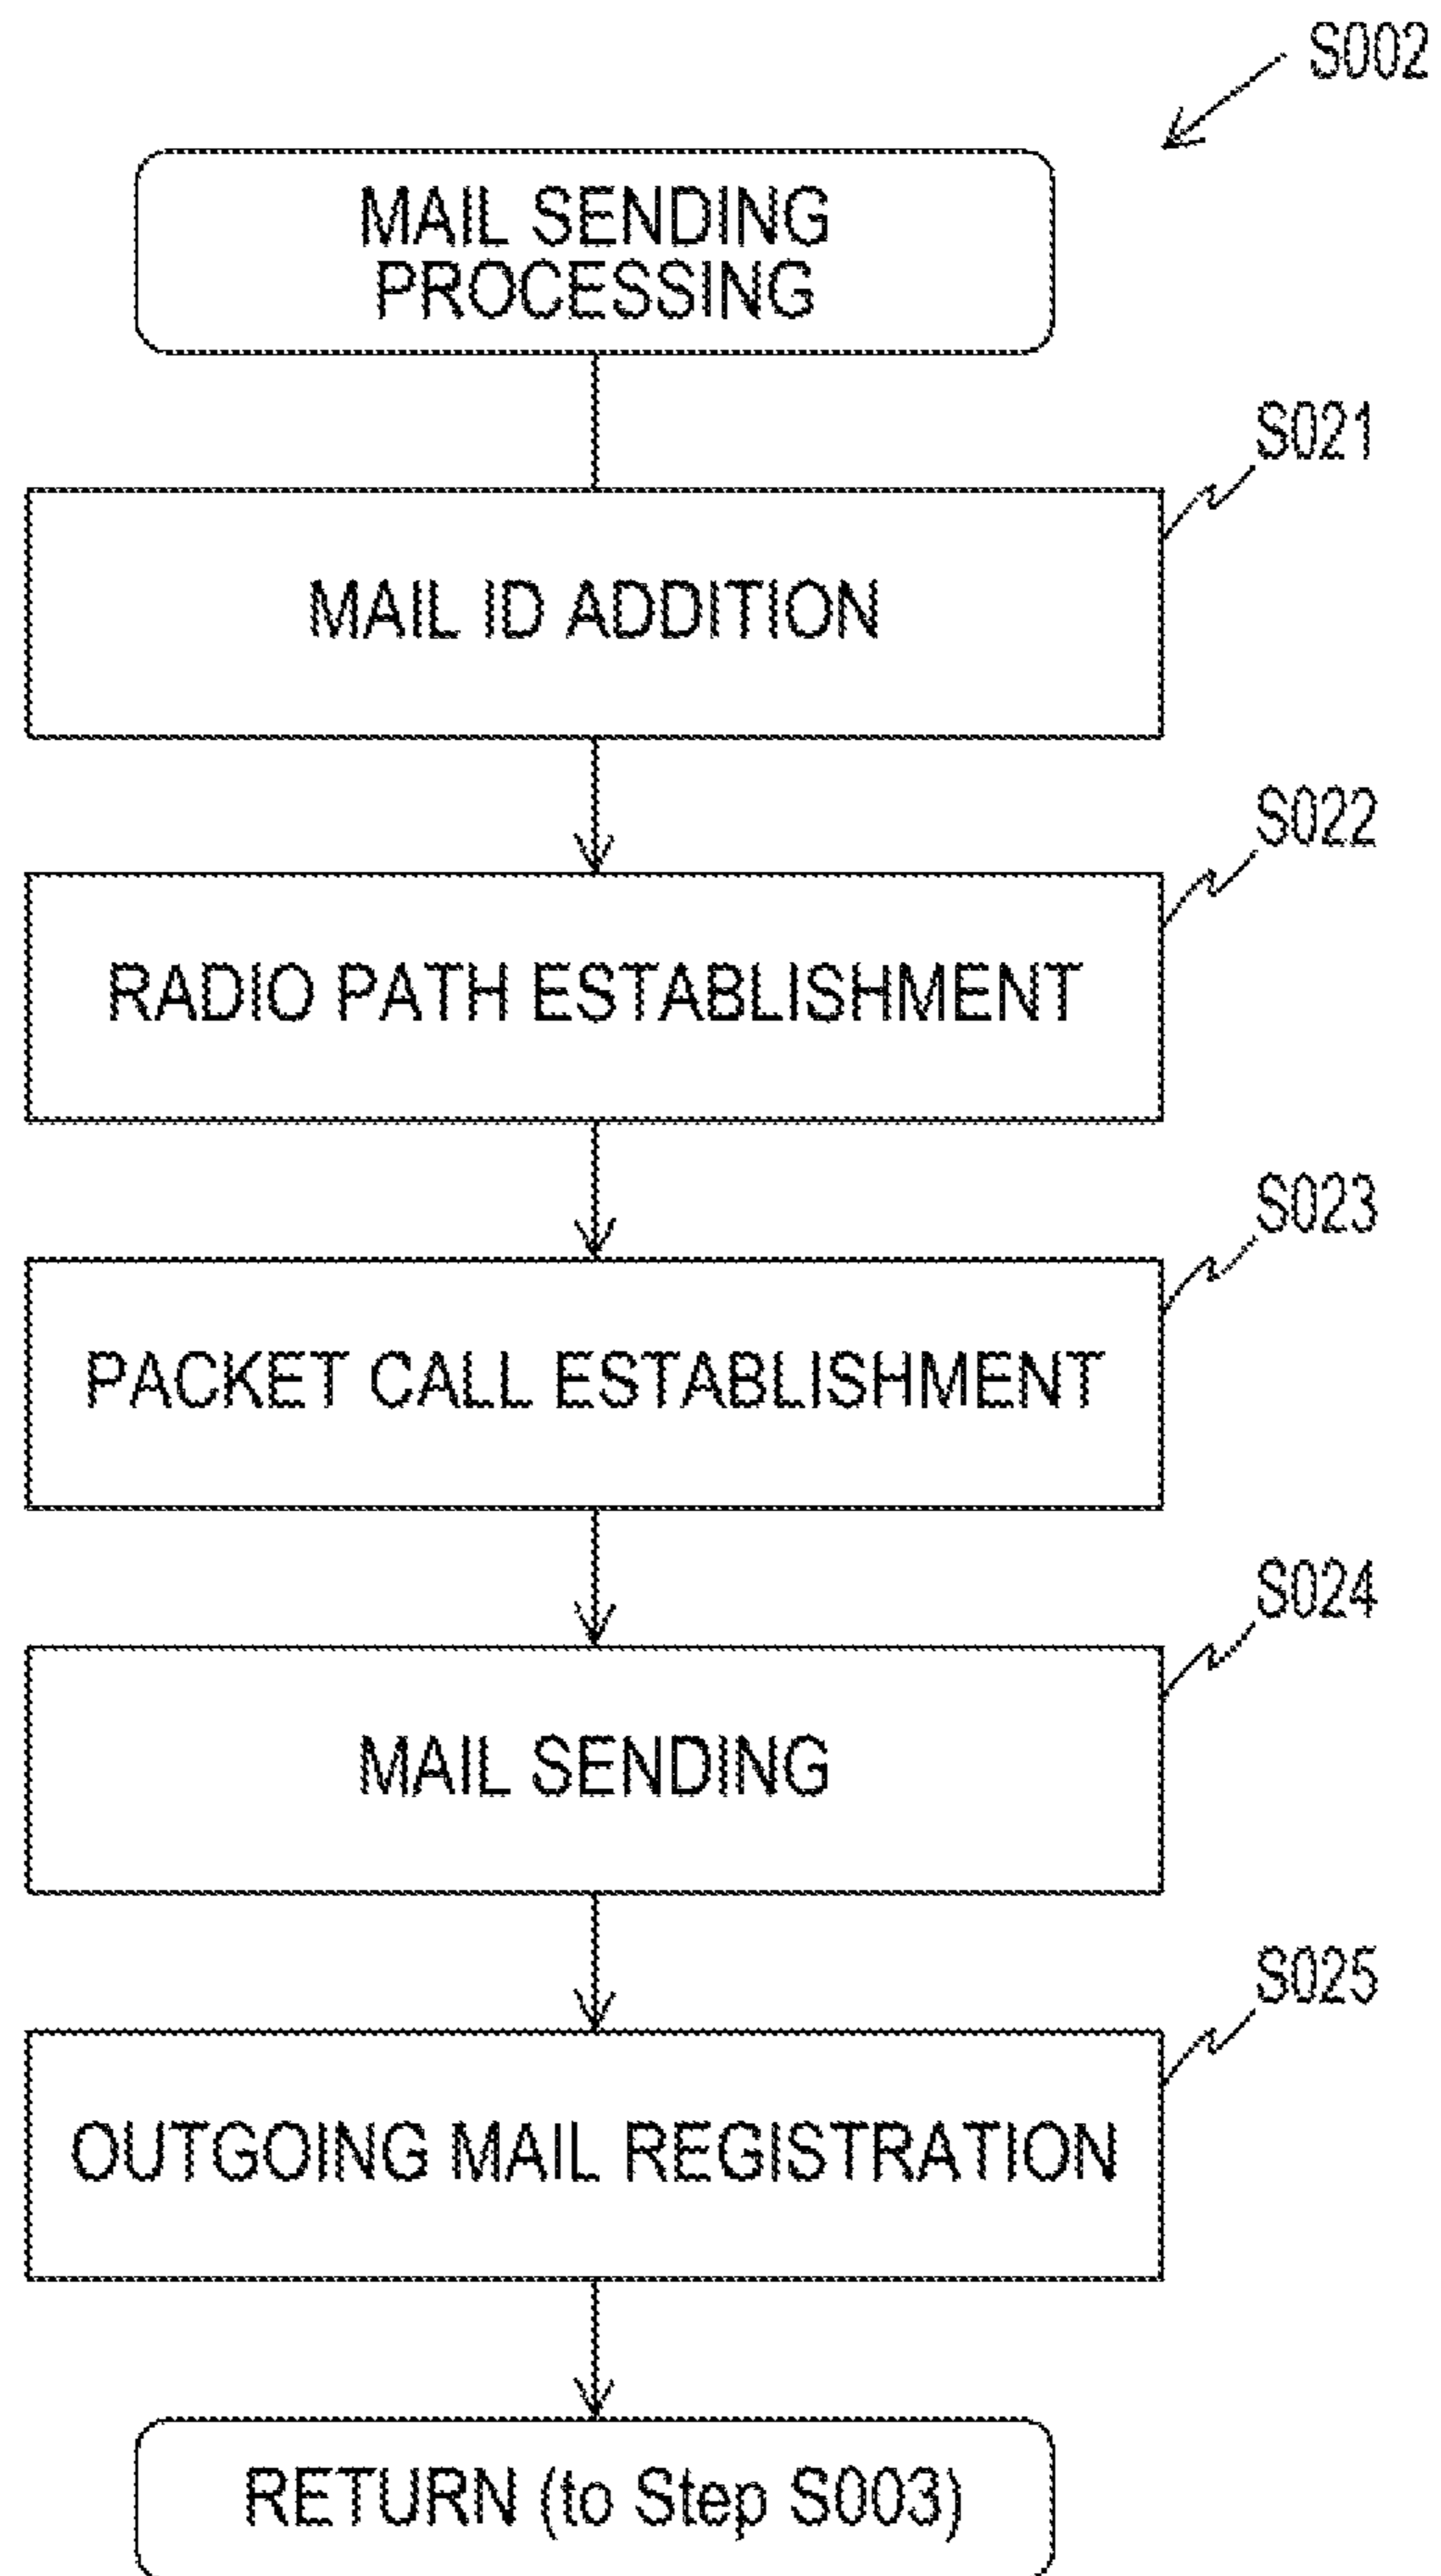 S002
MAIL SENDING
PROCESSING
S021
MAIL ID ADDITION
S022
RADIO PATH ESTABLISHMENT
S023
PACKET CALL ESTABLISHMENT
S024
MAIL SENDING
S025
OUTGOING MAIL REGISTRATION
RETURN (to Step S003)